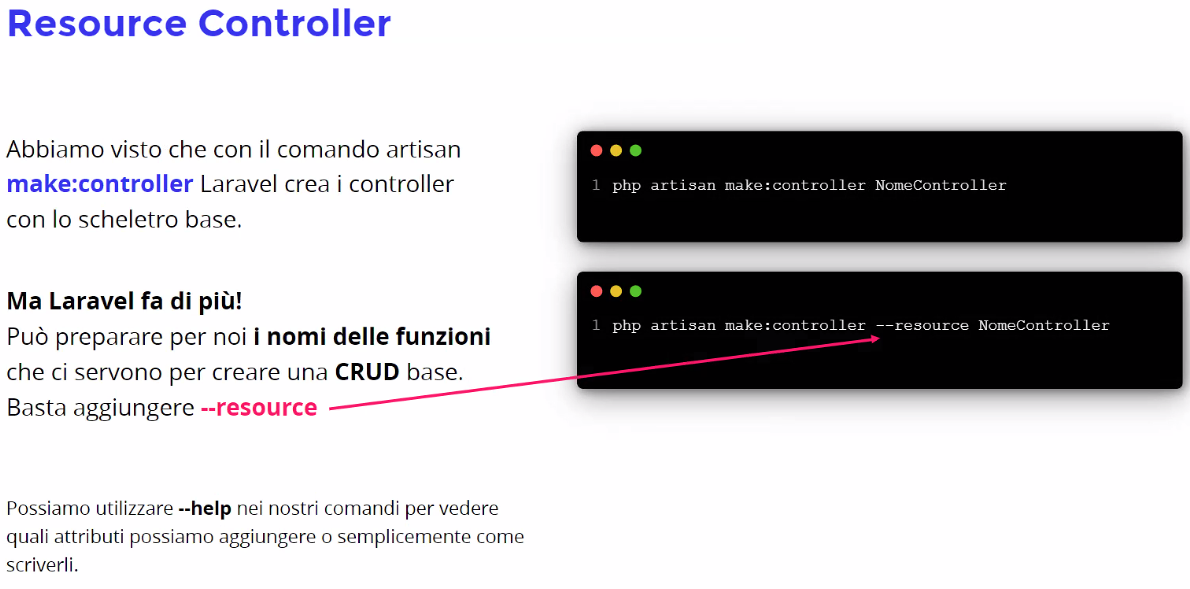 Resource Controller
Abbiamo visto che con il comando artisan
make:controller Laravel crea i controller
con lo scheletro base.
1 php artisan make:controller NomeController
Ma Laravel fa di più!
Può preparare per noi i nomi delle funzioni
che ci servono per creare una CRUD base.
Basta aggiungere --resource
1 php artisan make:controller --resource NomeController
Possiamo utilizzare --help nei nostri comandi per vedere
quali attributi possiamo aggiungere o semplicemente come
scriverli.